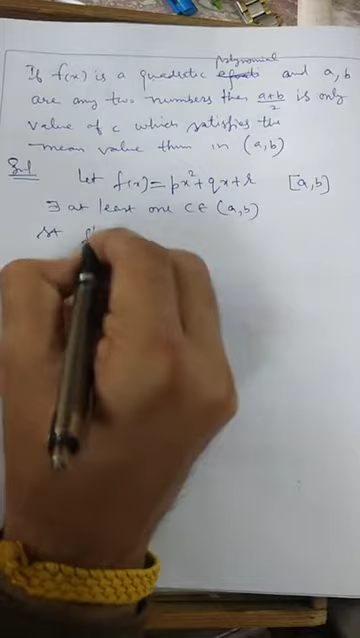 If f(x) is a quadratic polynomial and a, b
are any two numbers then a+b/2 is only
value of c which satisfies the
mean value thm in (a,b)
Sol Let f(x) = px²+qx+r [a,b]
∃ at least one c ∈ (a,b)
st f'